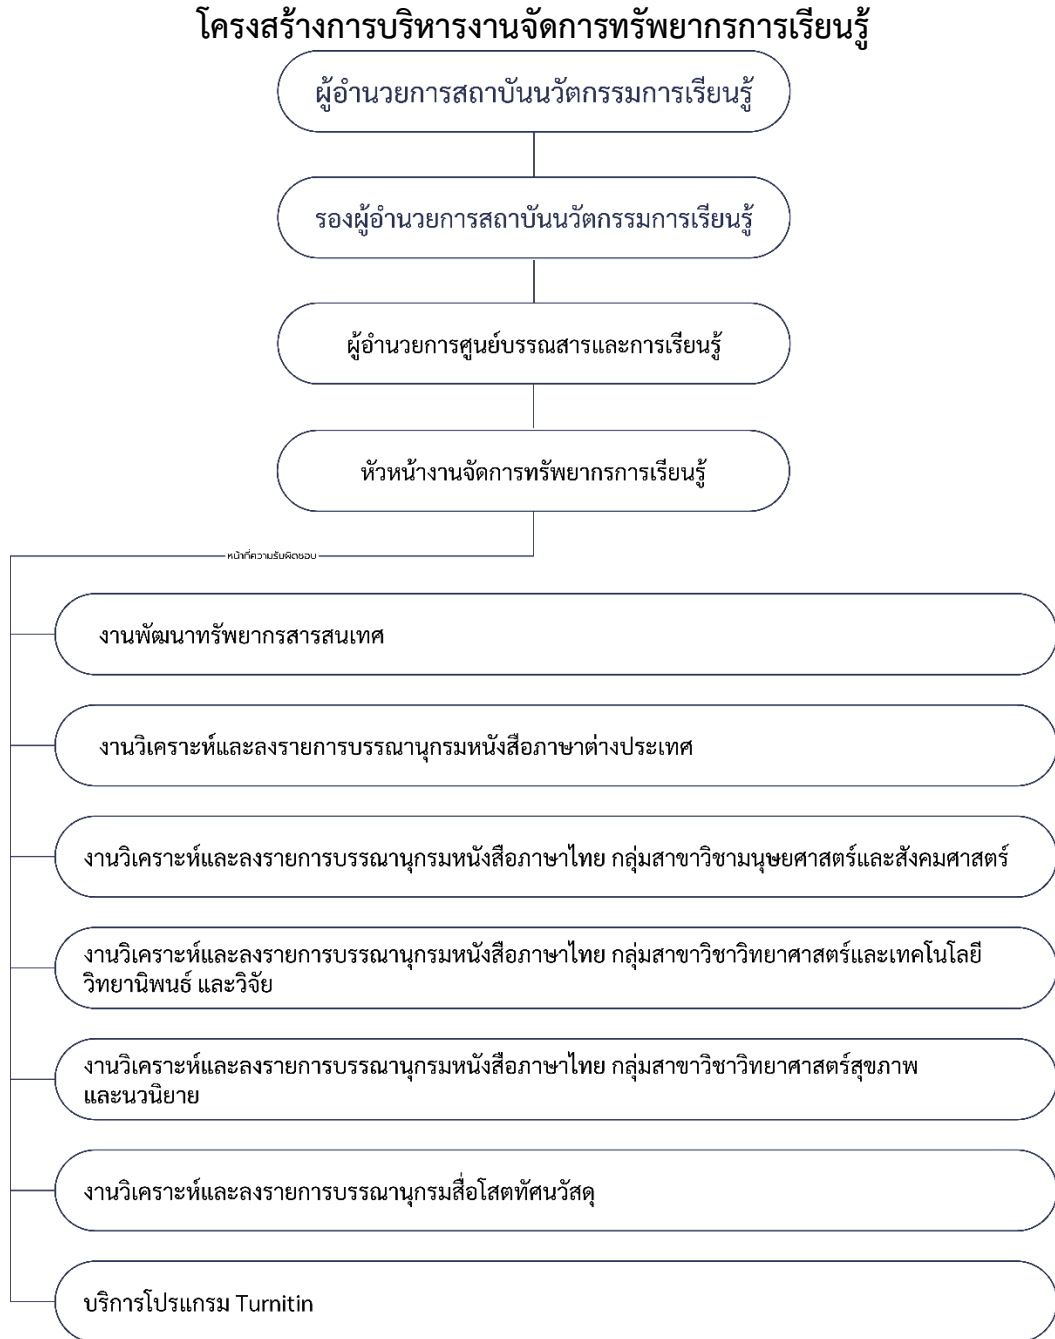 โครงสร้างการบริหารงานจัดการทรัพยากรการเรียนรู้
ผู้อำนวยการสถาบันนวัตกรรมการเรียนรู้
รองผู้อำนวยการสถาบันนวัตกรรมการเรียนรู้
ผู้อำนวยการศูนย์บรรณสารและการเรียนรู้
หัวหน้างานจัดการทรัพยากรการเรียนรู้
หน้าที่ความรับผิดชอบ
งานพัฒนาทรัพยากรสารสนเทศ
งานวิเคราะห์และลงรายการบรรณานุกรมหนังสือภาษาต่างประเทศ
งานวิเคราะห์และลงรายการบรรณานุกรมหนังสือภาษาไทย กลุ่มสาขาวิชามนุษยศาสตร์และสังคมศาสตร์
งานวิเคราะห์และลงรายการบรรณานุกรมหนังสือภาษาไทย กลุ่มสาขาวิชาวิทยาศาสตร์และเทคโนโลยี
วิทยานิพนธ์ และวิจัย
งานวิเคราะห์และลงรายการบรรณานุกรมหนังสือภาษาไทย กลุ่มสาขาวิชาวิทยาศาสตร์สุขภาพ
และนวนิยาย
งานวิเคราะห์และลงรายการบรรณานุกรมสื่อโสตทัศนวัสดุ
บริการโปรแกรม Turnitin